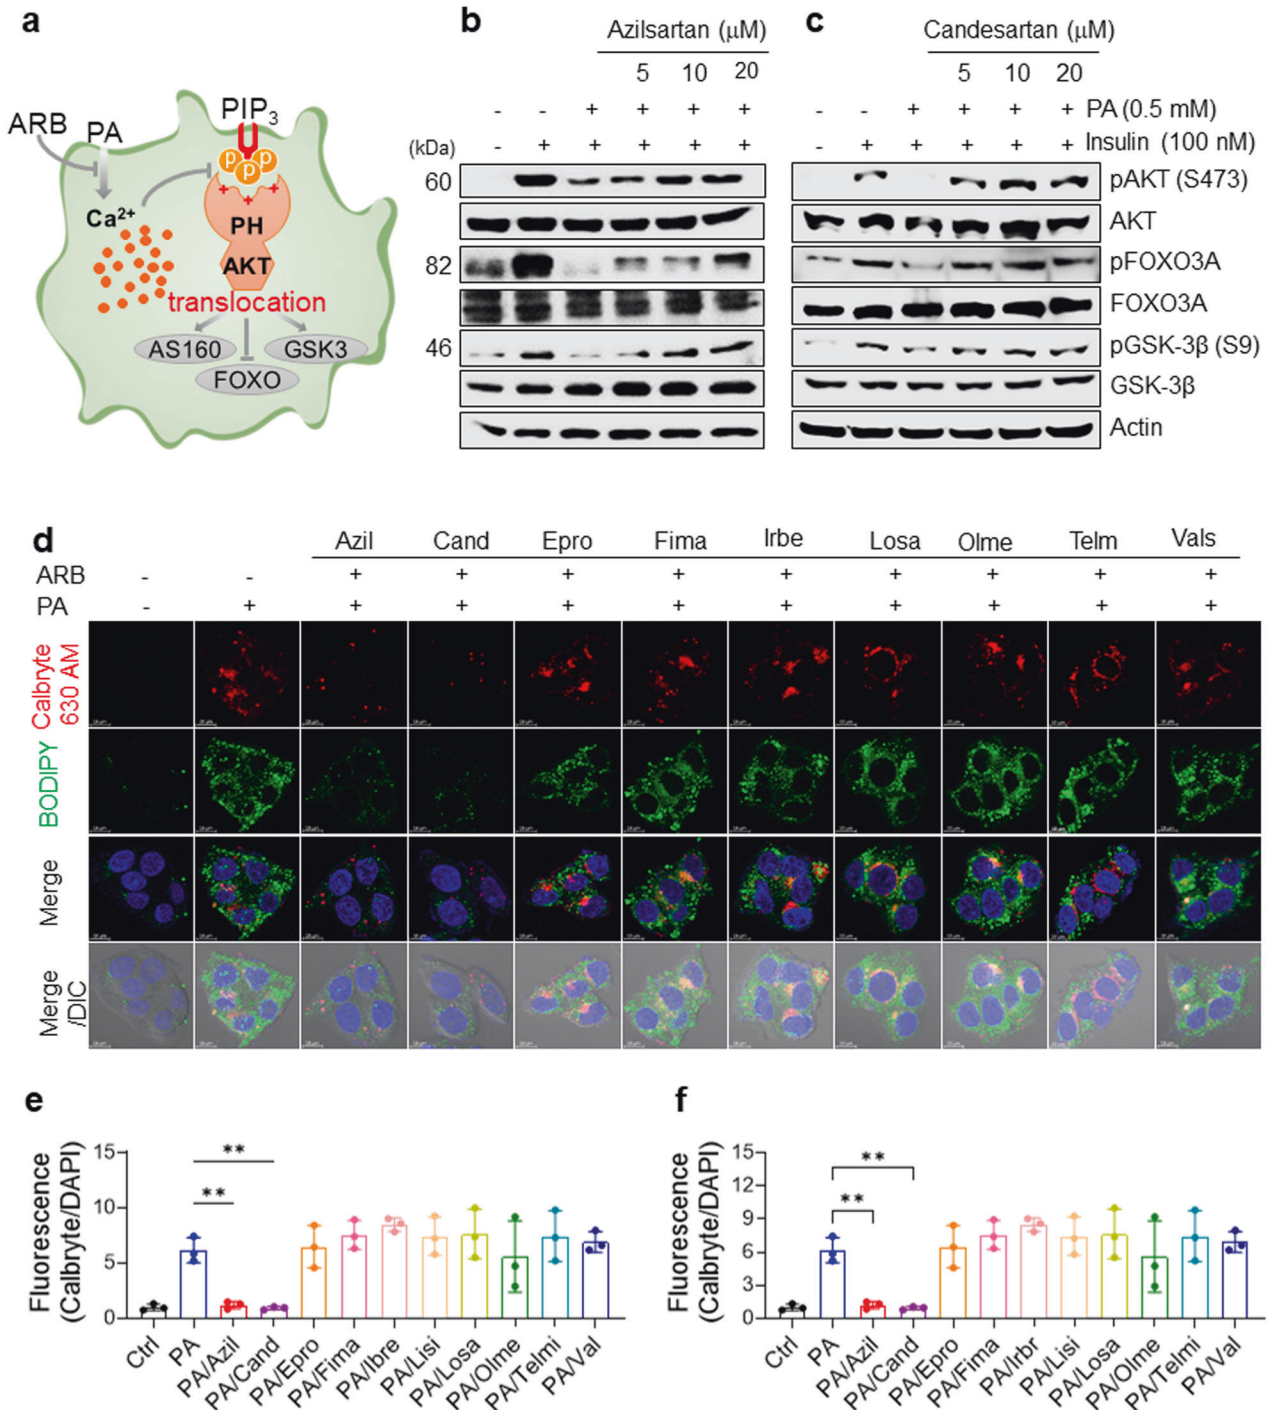 a
ARB
PA
PIP3
p p
p
+ +
+
Ca2+
PH
AKT
translocation
AS160
GSK3
FOXO
b
Azilsartan (μM)
5 10 20
- - + + + +
- + + + + +
(kDa)
60
82
46
c
Candesartan (μM)
5 10 20
- - + + + + PA (0.5 mM)
- + + + + + Insulin (100 nM)
pAKT (S473)
AKT
pFOXO3A
FOXO3A
pGSK-3β (S9)
GSK-3β
Actin
d
Azil Cand Epro Fima Irbe Losa Olme Telm Vals
ARB - - + + + + + + + + +
PA - + + + + + + + + + +
Calbryte
630 AM
BODIPY
Merge
Merge
/DIC
e
Fluorescence
(Calbryte/DAPI)
15
10
5
0
**
**
Ctrl
PA
PA/Azil
PA/Cand
PA/Epro
PA/Fima
PA/Ibre
PA/Lisi
PA/Losa
PA/Olme
PA/Telmi
PA/Val
f
Fluorescence
(Calbryte/DAPI)
15
12
9
6
3
0
**
**
Ctrl
PA
PA/Azil
PA/Cand
PA/Epro
PA/Fima
PA/Irbr
PA/Lisi
PA/Losa
PA/Olme
PA/Telmi
PA/Val